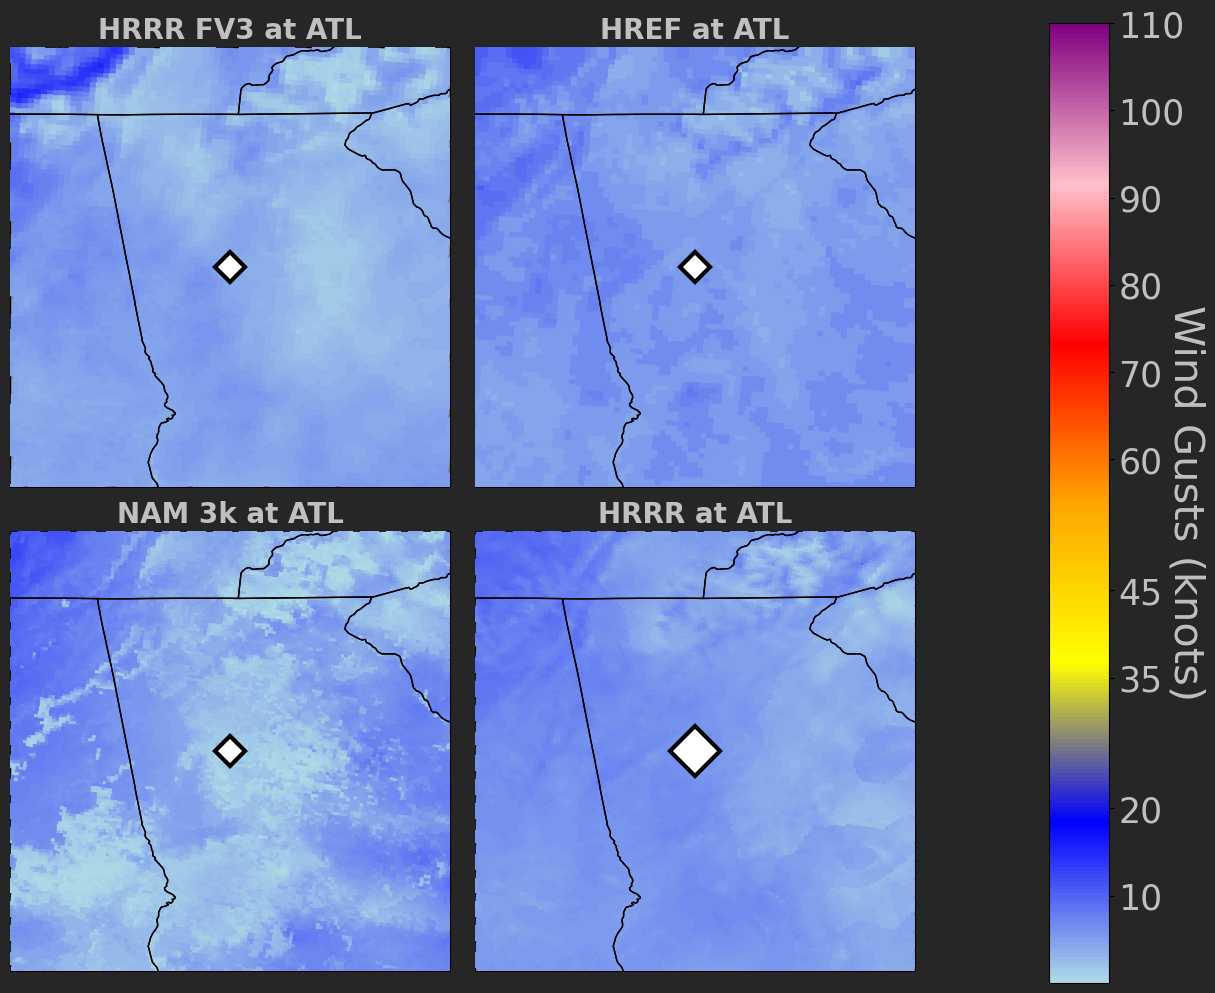 HRRR FV3 at ATL
HREF at ATL
NAM 3k at ATL
HRRR at ATL
110
100
90
80
70
60
45
35
20
10
Wind Gusts (knots)